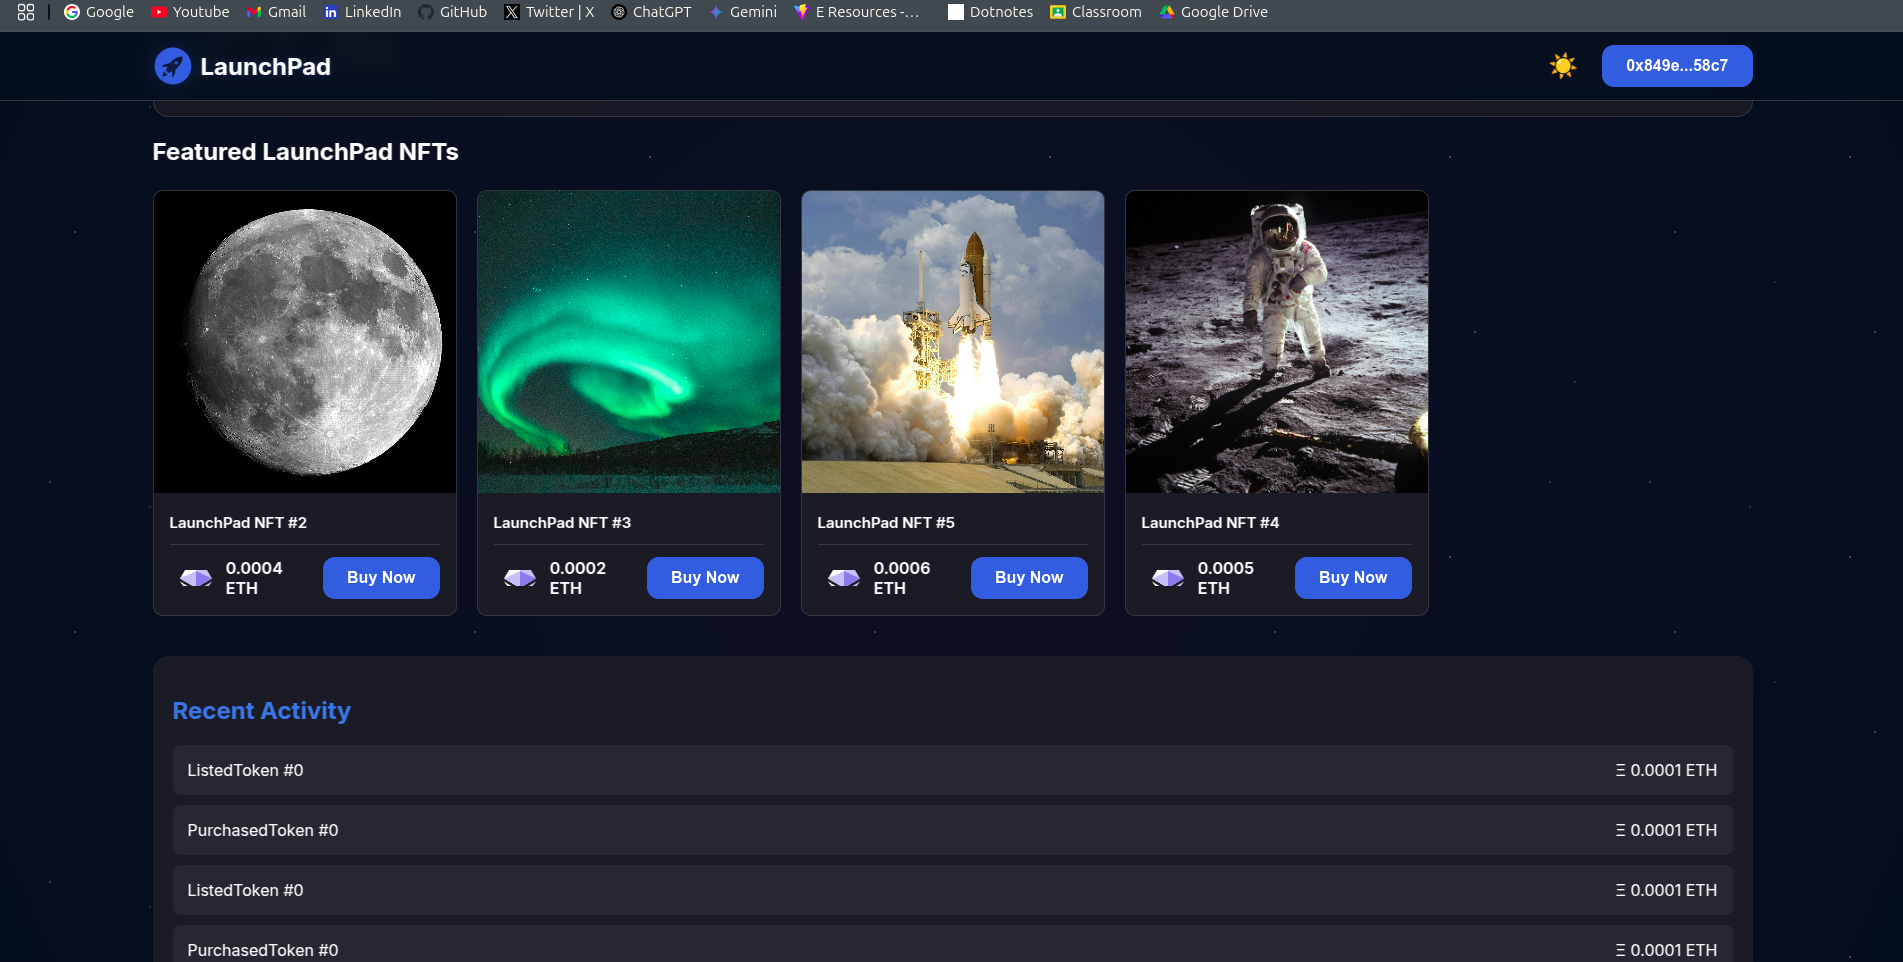 Google Youtube Gmail LinkedIn GitHub Twitter | X ChatGPT Gemini E Resources -... Dotnotes Classroom Google Drive
LaunchPad
0x849e...58c7
Featured LaunchPad NFTs
LaunchPad NFT #2
0.0004
ETH
Buy Now
LaunchPad NFT #3
0.0002
ETH
Buy Now
LaunchPad NFT #5
0.0006
ETH
Buy Now
LaunchPad NFT #4
0.0005
ETH
Buy Now
Recent Activity
ListedToken #0 Ξ 0.0001 ETH
PurchasedToken #0 Ξ 0.0001 ETH
ListedToken #0 Ξ 0.0001 ETH
PurchasedToken #0 Ξ 0.0001 ETH